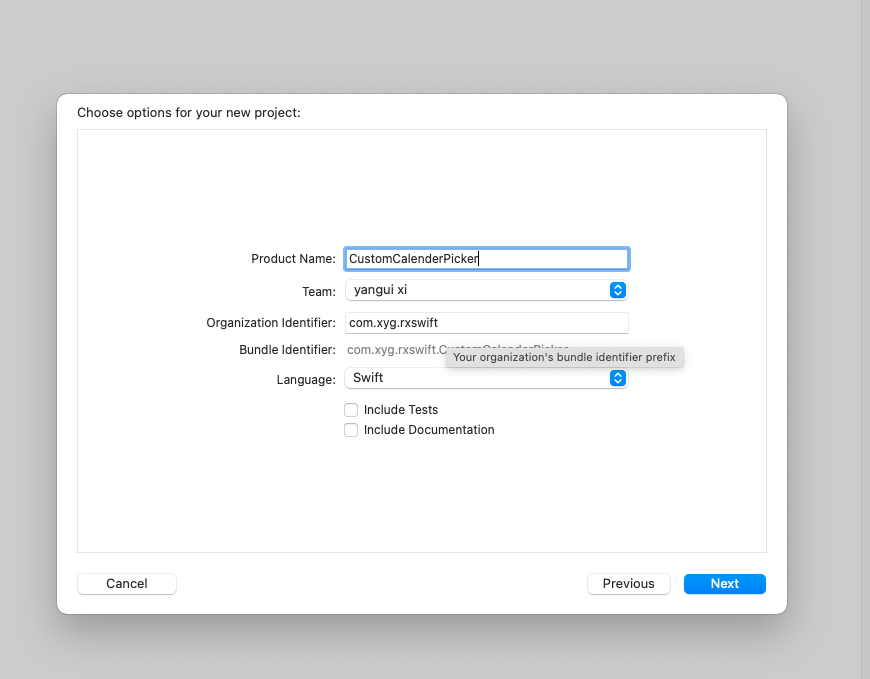 Choose options for your new project:
Product Name: CustomCalenderPicker
Team: yangui xi
Organization Identifier: com.xyg.rxswift
Bundle Identifier: com.xyg.rxswift.CustomCalenderPicker
Your organization's bundle identifier prefix
Language: Swift
Include Tests
Include Documentation
Cancel Previous Next